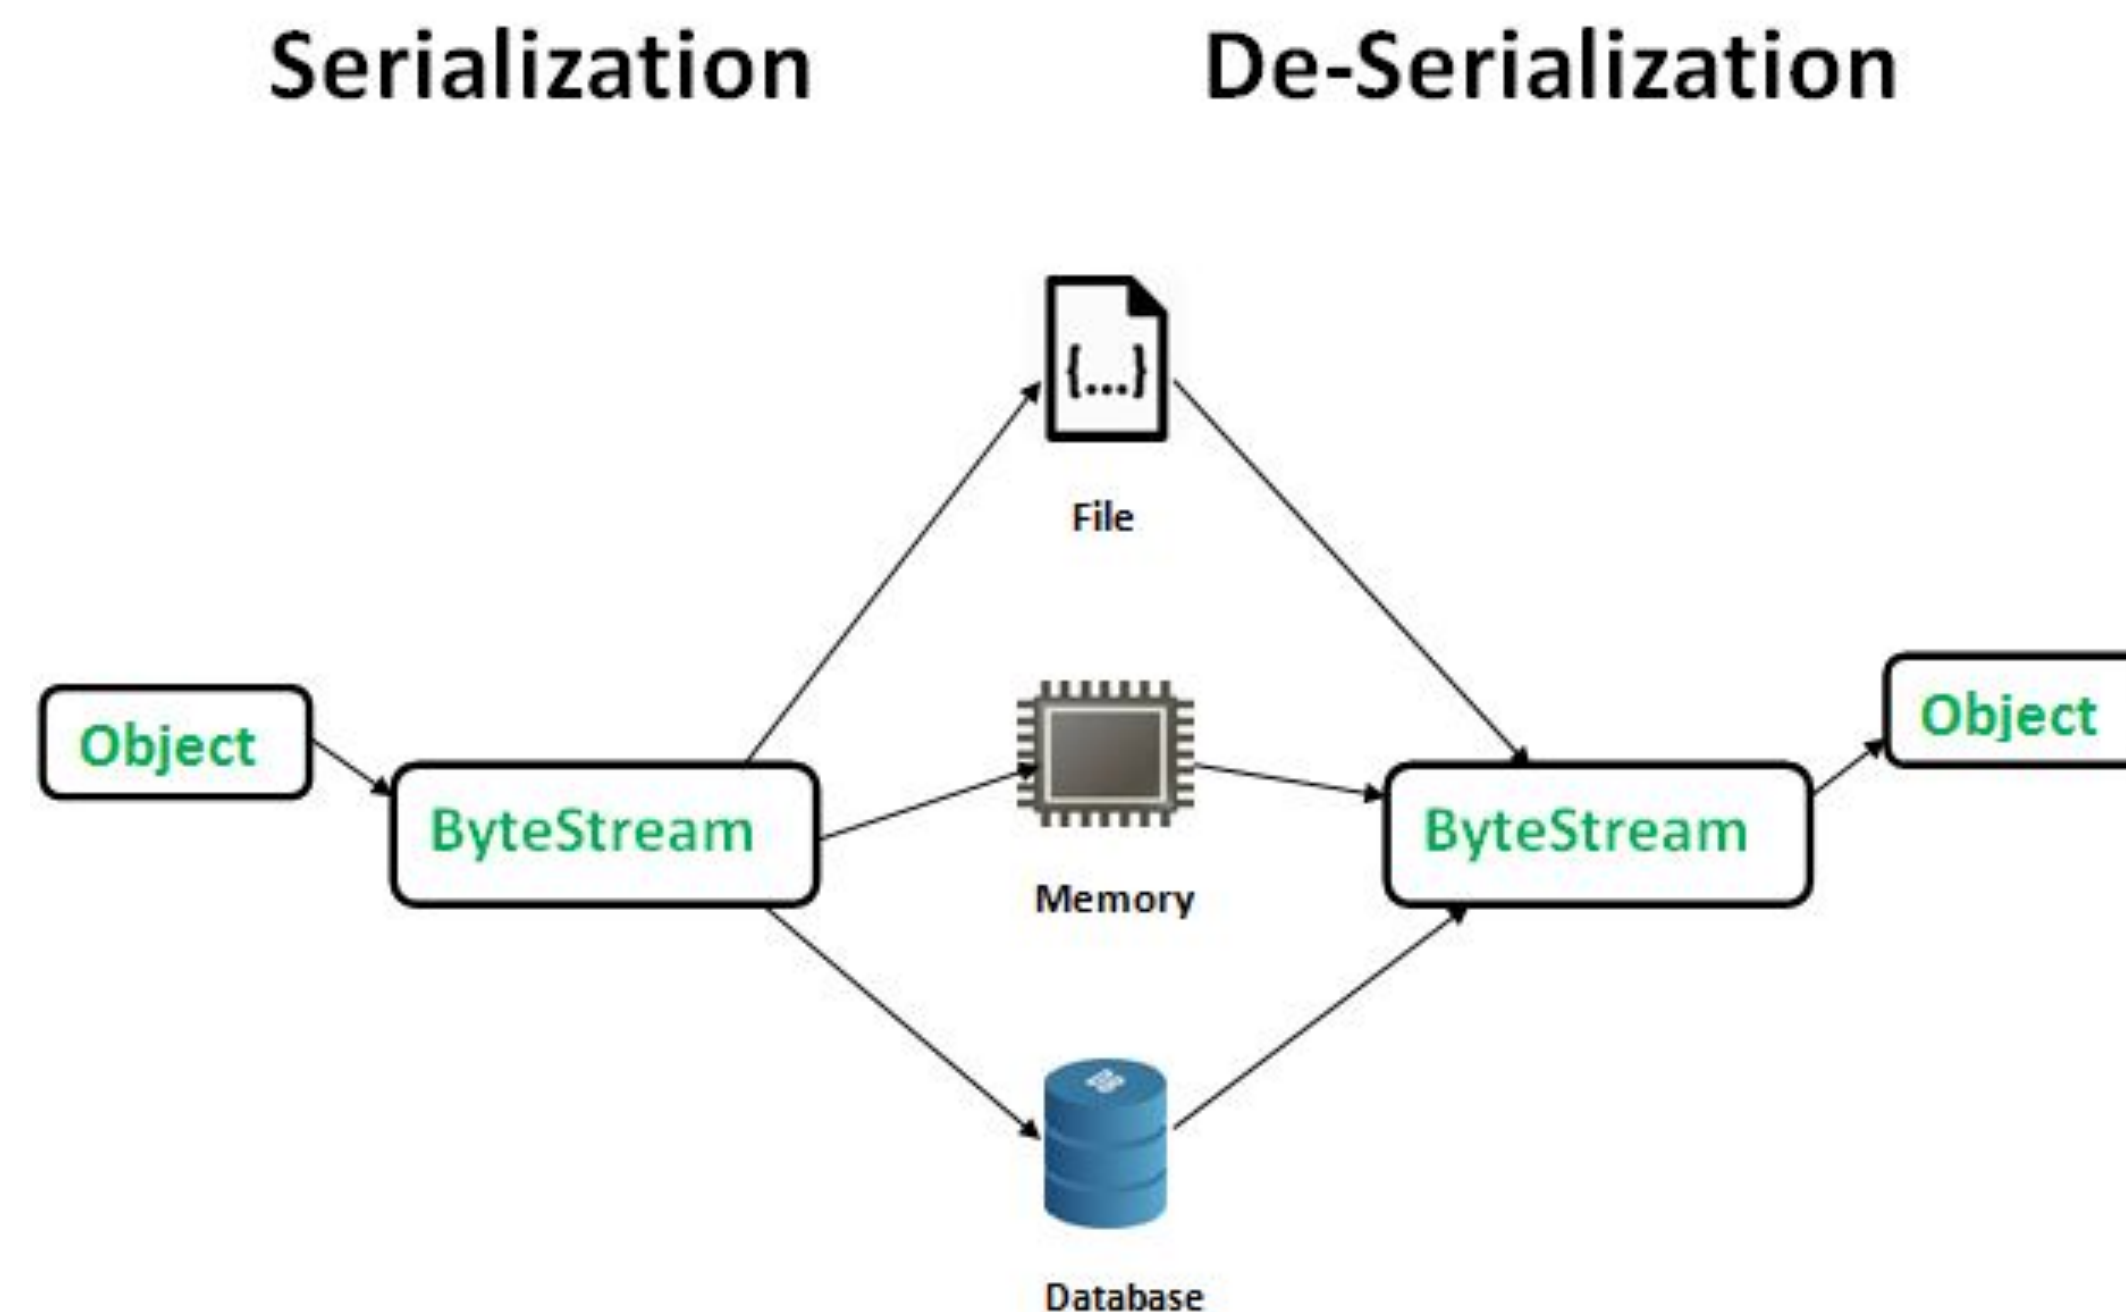 Serialization
De-Serialization
{...}
File
Object
ByteStream
Memory
ByteStream
Object
Database